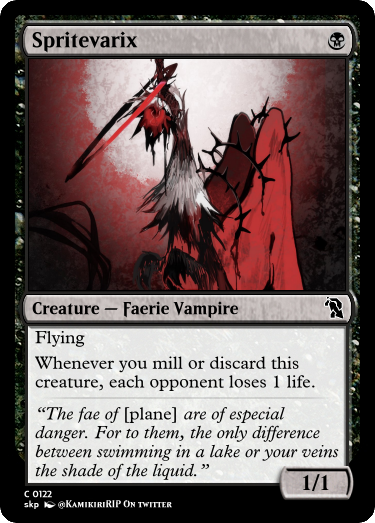 Spritevarix
Creature — Faerie Vampire
Flying
Whenever you mill or discard this
creature, each opponent loses 1 life.
“The fae of [plane] are of especial
danger. For to them, the only difference
between swimming in a lake or your veins
the shade of the liquid.”
1/1
C 0122
skp @KamikiriRIP On twitter